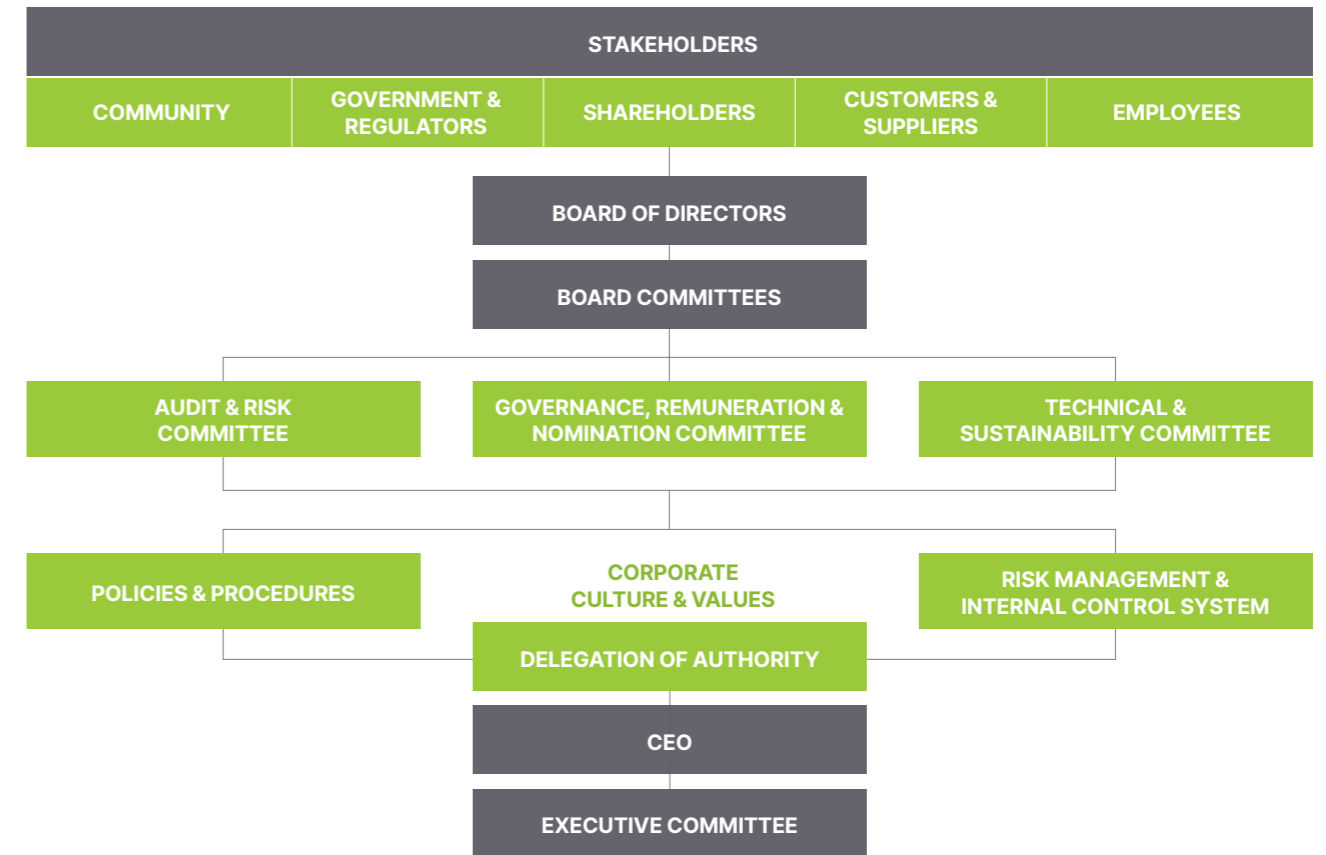 STAKEHOLDERS
COMMUNITY
GOVERNMENT &
REGULATORS
SHAREHOLDERS
CUSTOMERS &
SUPPLIERS
EMPLOYEES
BOARD OF DIRECTORS
BOARD COMMITTEES
AUDIT & RISK
COMMITTEE
GOVERNANCE, REMUNERATION &
NOMINATION COMMITTEE
TECHNICAL &
SUSTAINABILITY COMMITTEE
POLICIES & PROCEDURES
CORPORATE
CULTURE & VALUES
RISK MANAGEMENT &
INTERNAL CONTROL SYSTEM
DELEGATION OF AUTHORITY
CEO
EXECUTIVE COMMITTEE